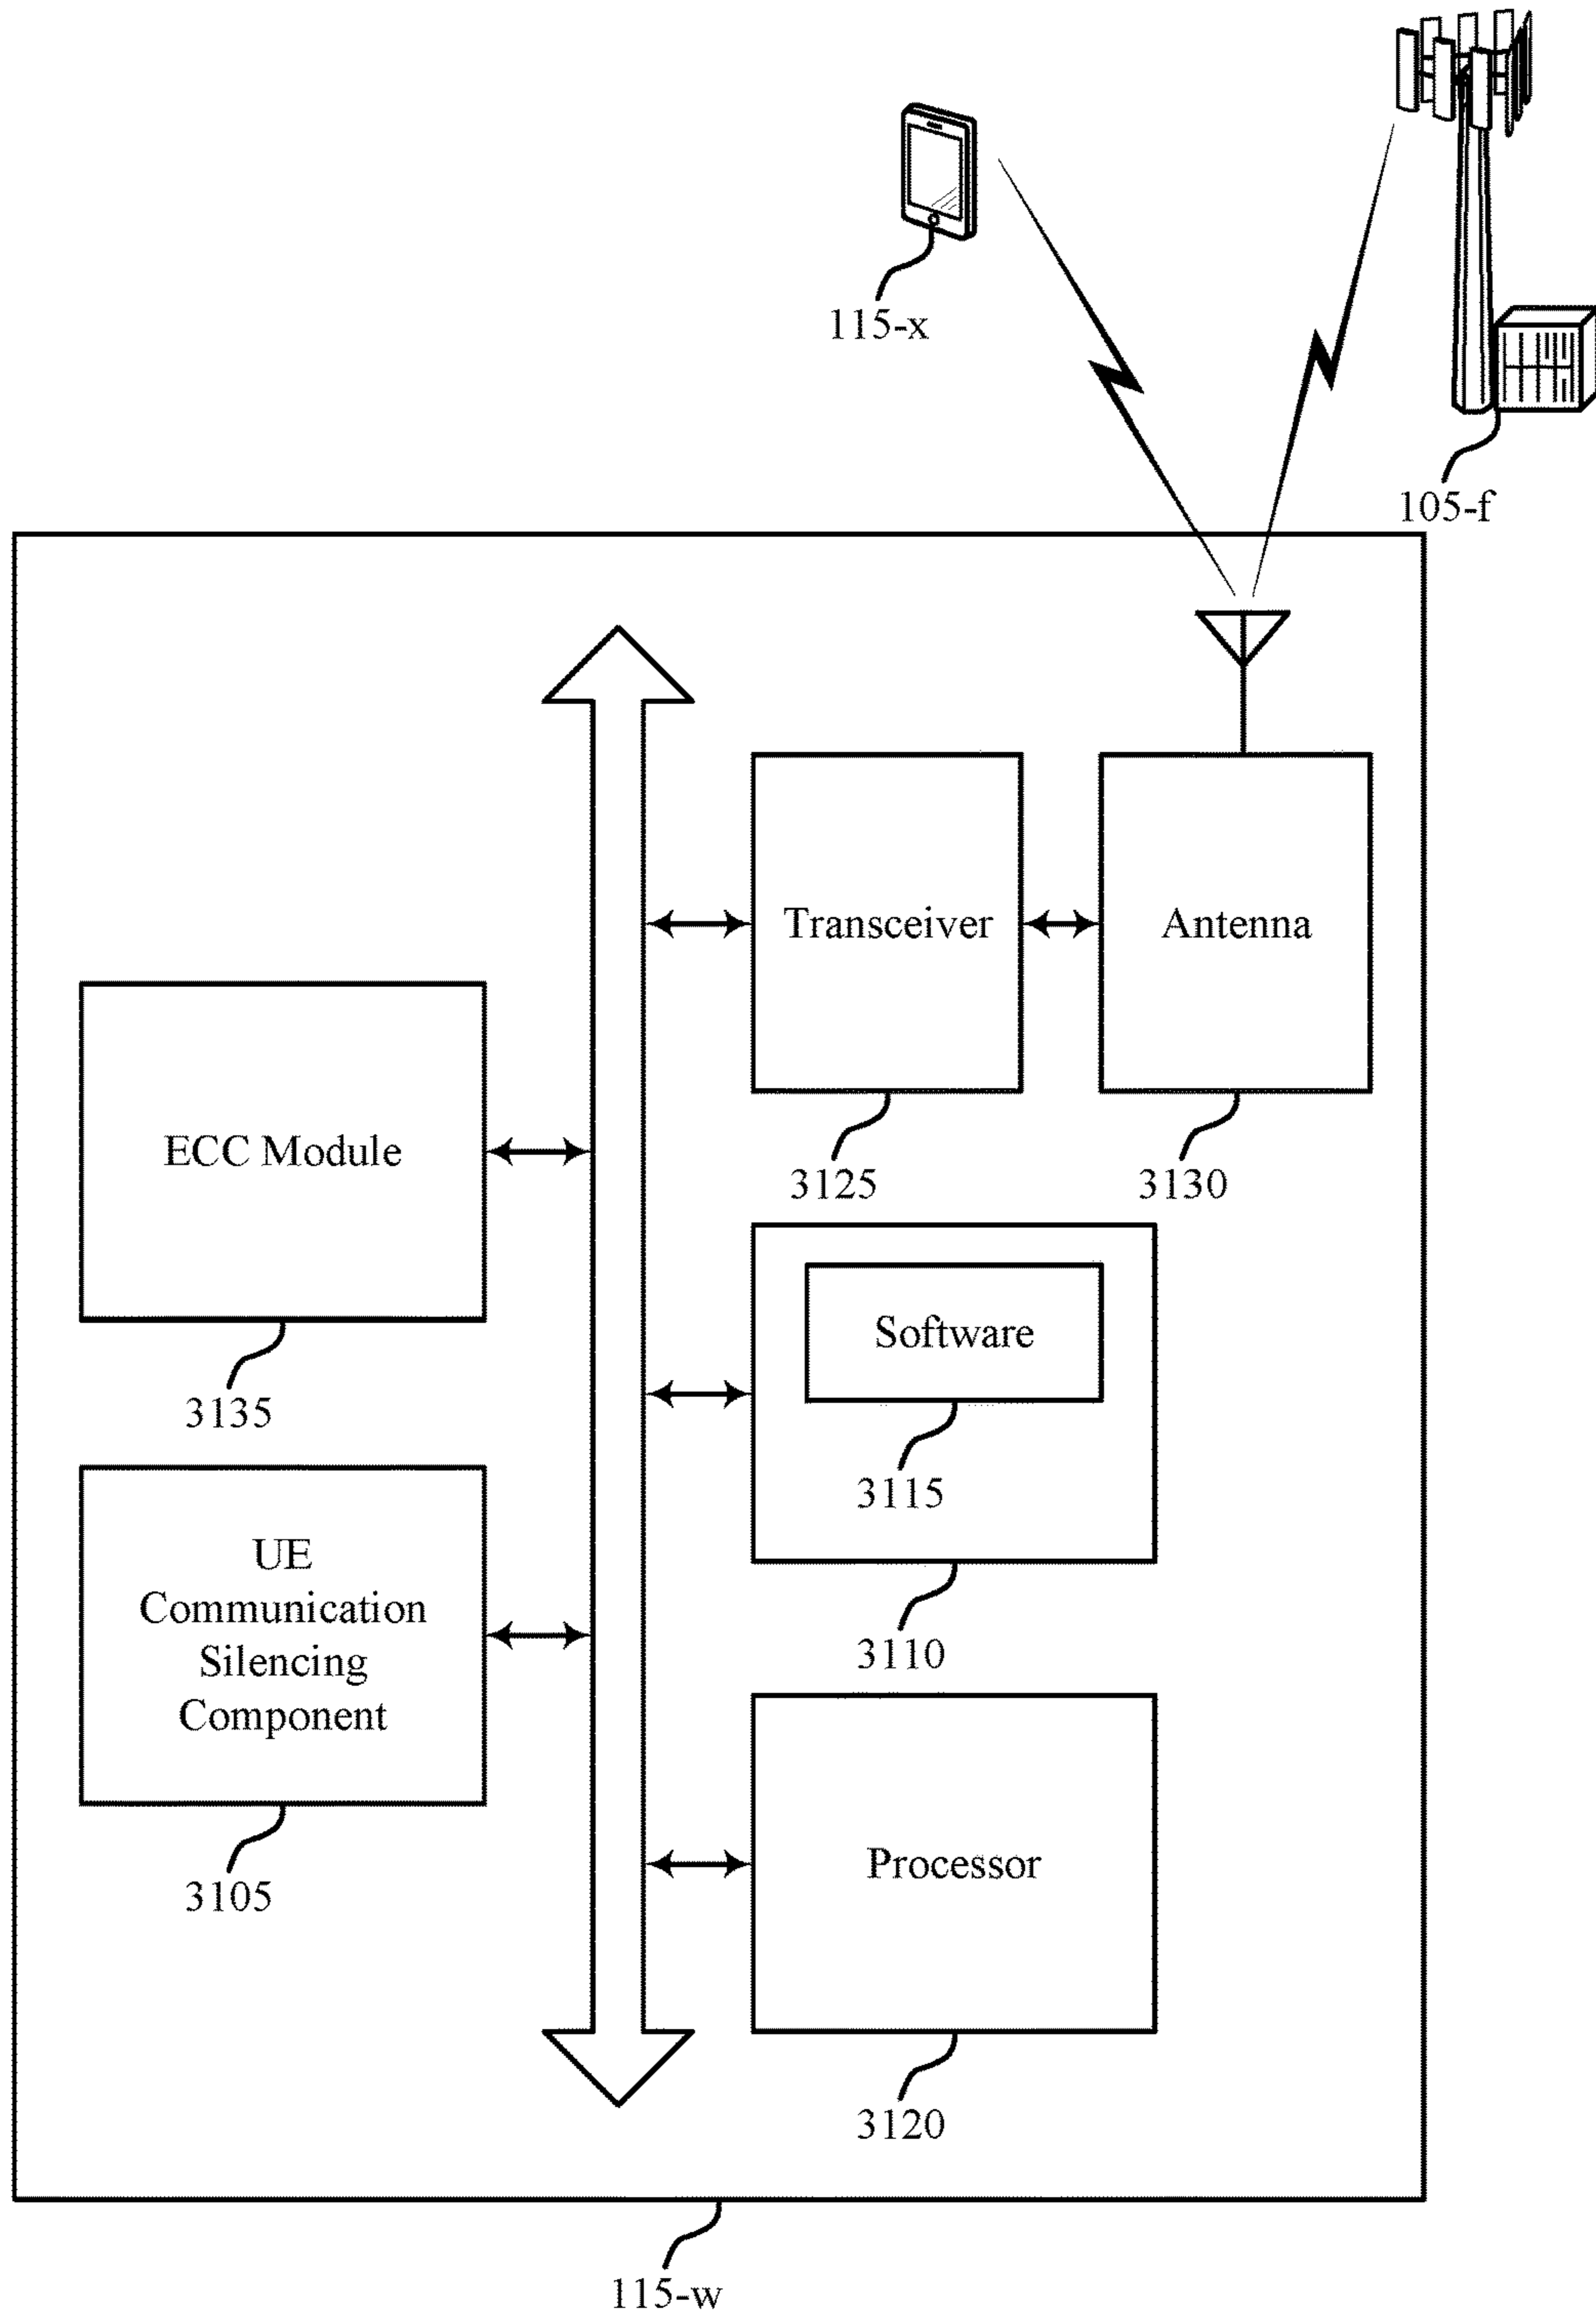 115-x
105-f
Transceiver
Antenna
3125
3130
ECC Module
3135
Software
3115
3110
UE
Communication
Silencing
Component
3105
Processor
3120
115-w